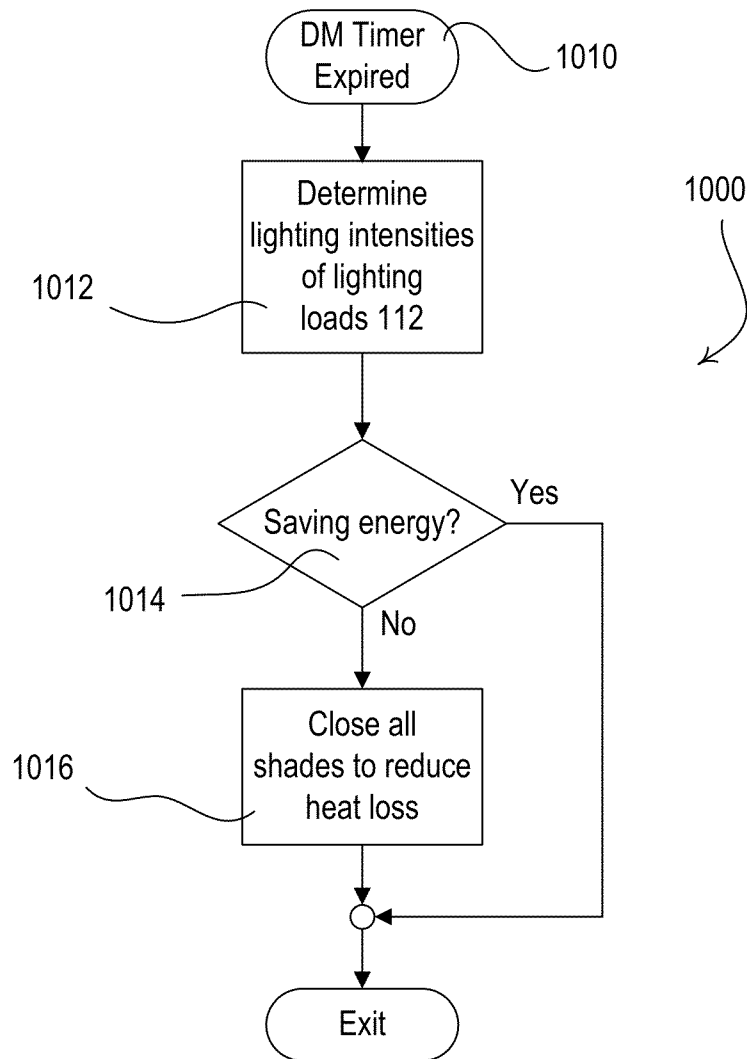 DM Timer
Expired
1010
1000
Determine
lighting intensities
of lighting
loads 112
1012
Yes
Saving energy?
1014
No
Close all
shades to reduce
heat loss
1016
Exit